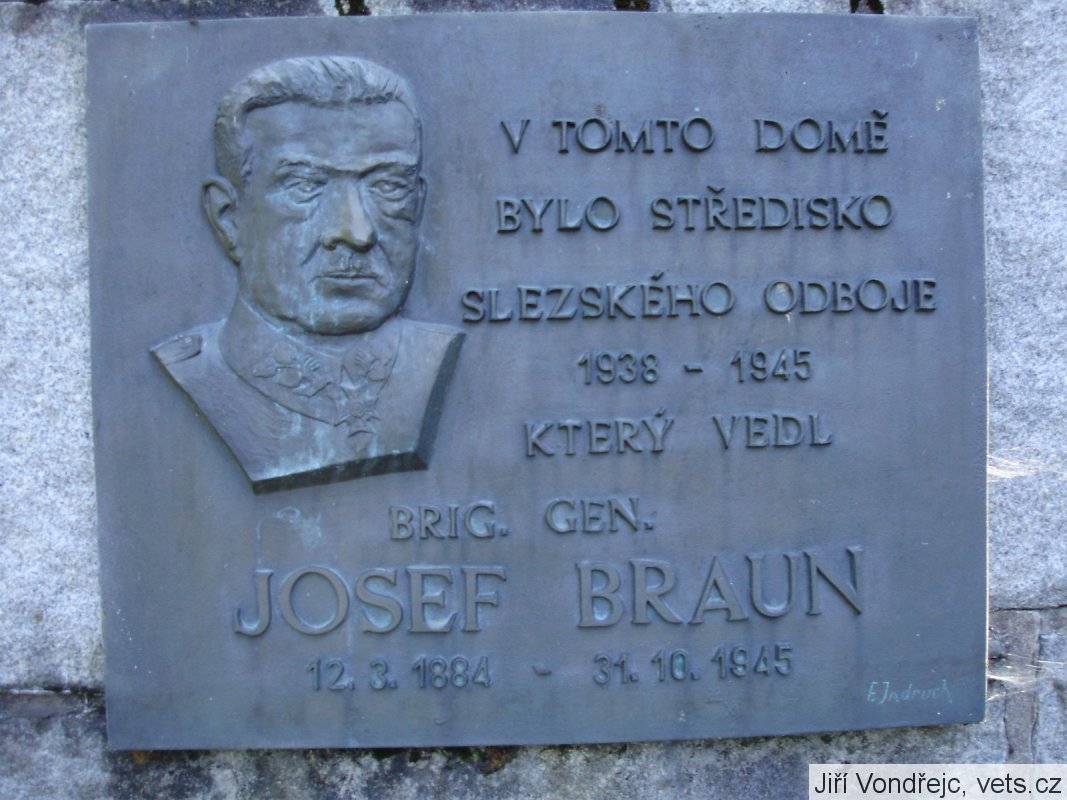 V TOMTO DOMĚ
BYLO STŘEDISKO
SLEZSKÉHO ODBOJE
1938 - 1945
KTERÝ VEDL
BRIG. GEN.
JOSEF BRAUN
12. 3. 1884 - 31. 10. 1945
F. Jndruch
Jiří Vondřejc, vets.cz